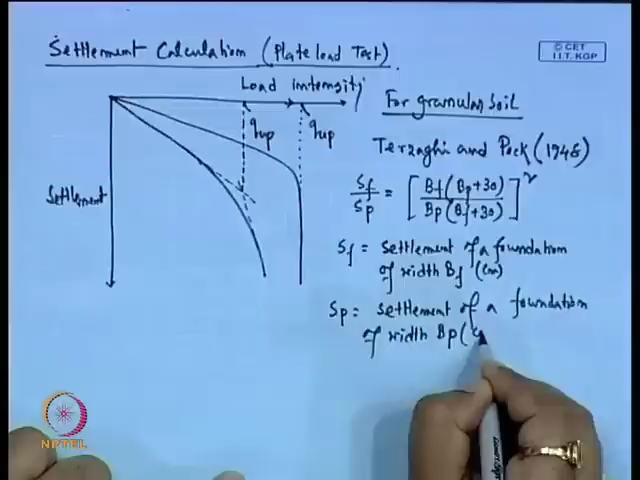 Settlement Calculation (Plate load Test).
© CET
I.I.T. KGP
Load intensity
For granular soil
qup
qup
Terzaghi and Peck (1948)
Sf/Sp = [Bf(Bp+30)/Bp(Bf+30)]²
Settlement
Sf = settlement of a foundation
of width Bf (cm)
Sp = settlement of a foundation
of width Bp (
NPTEL